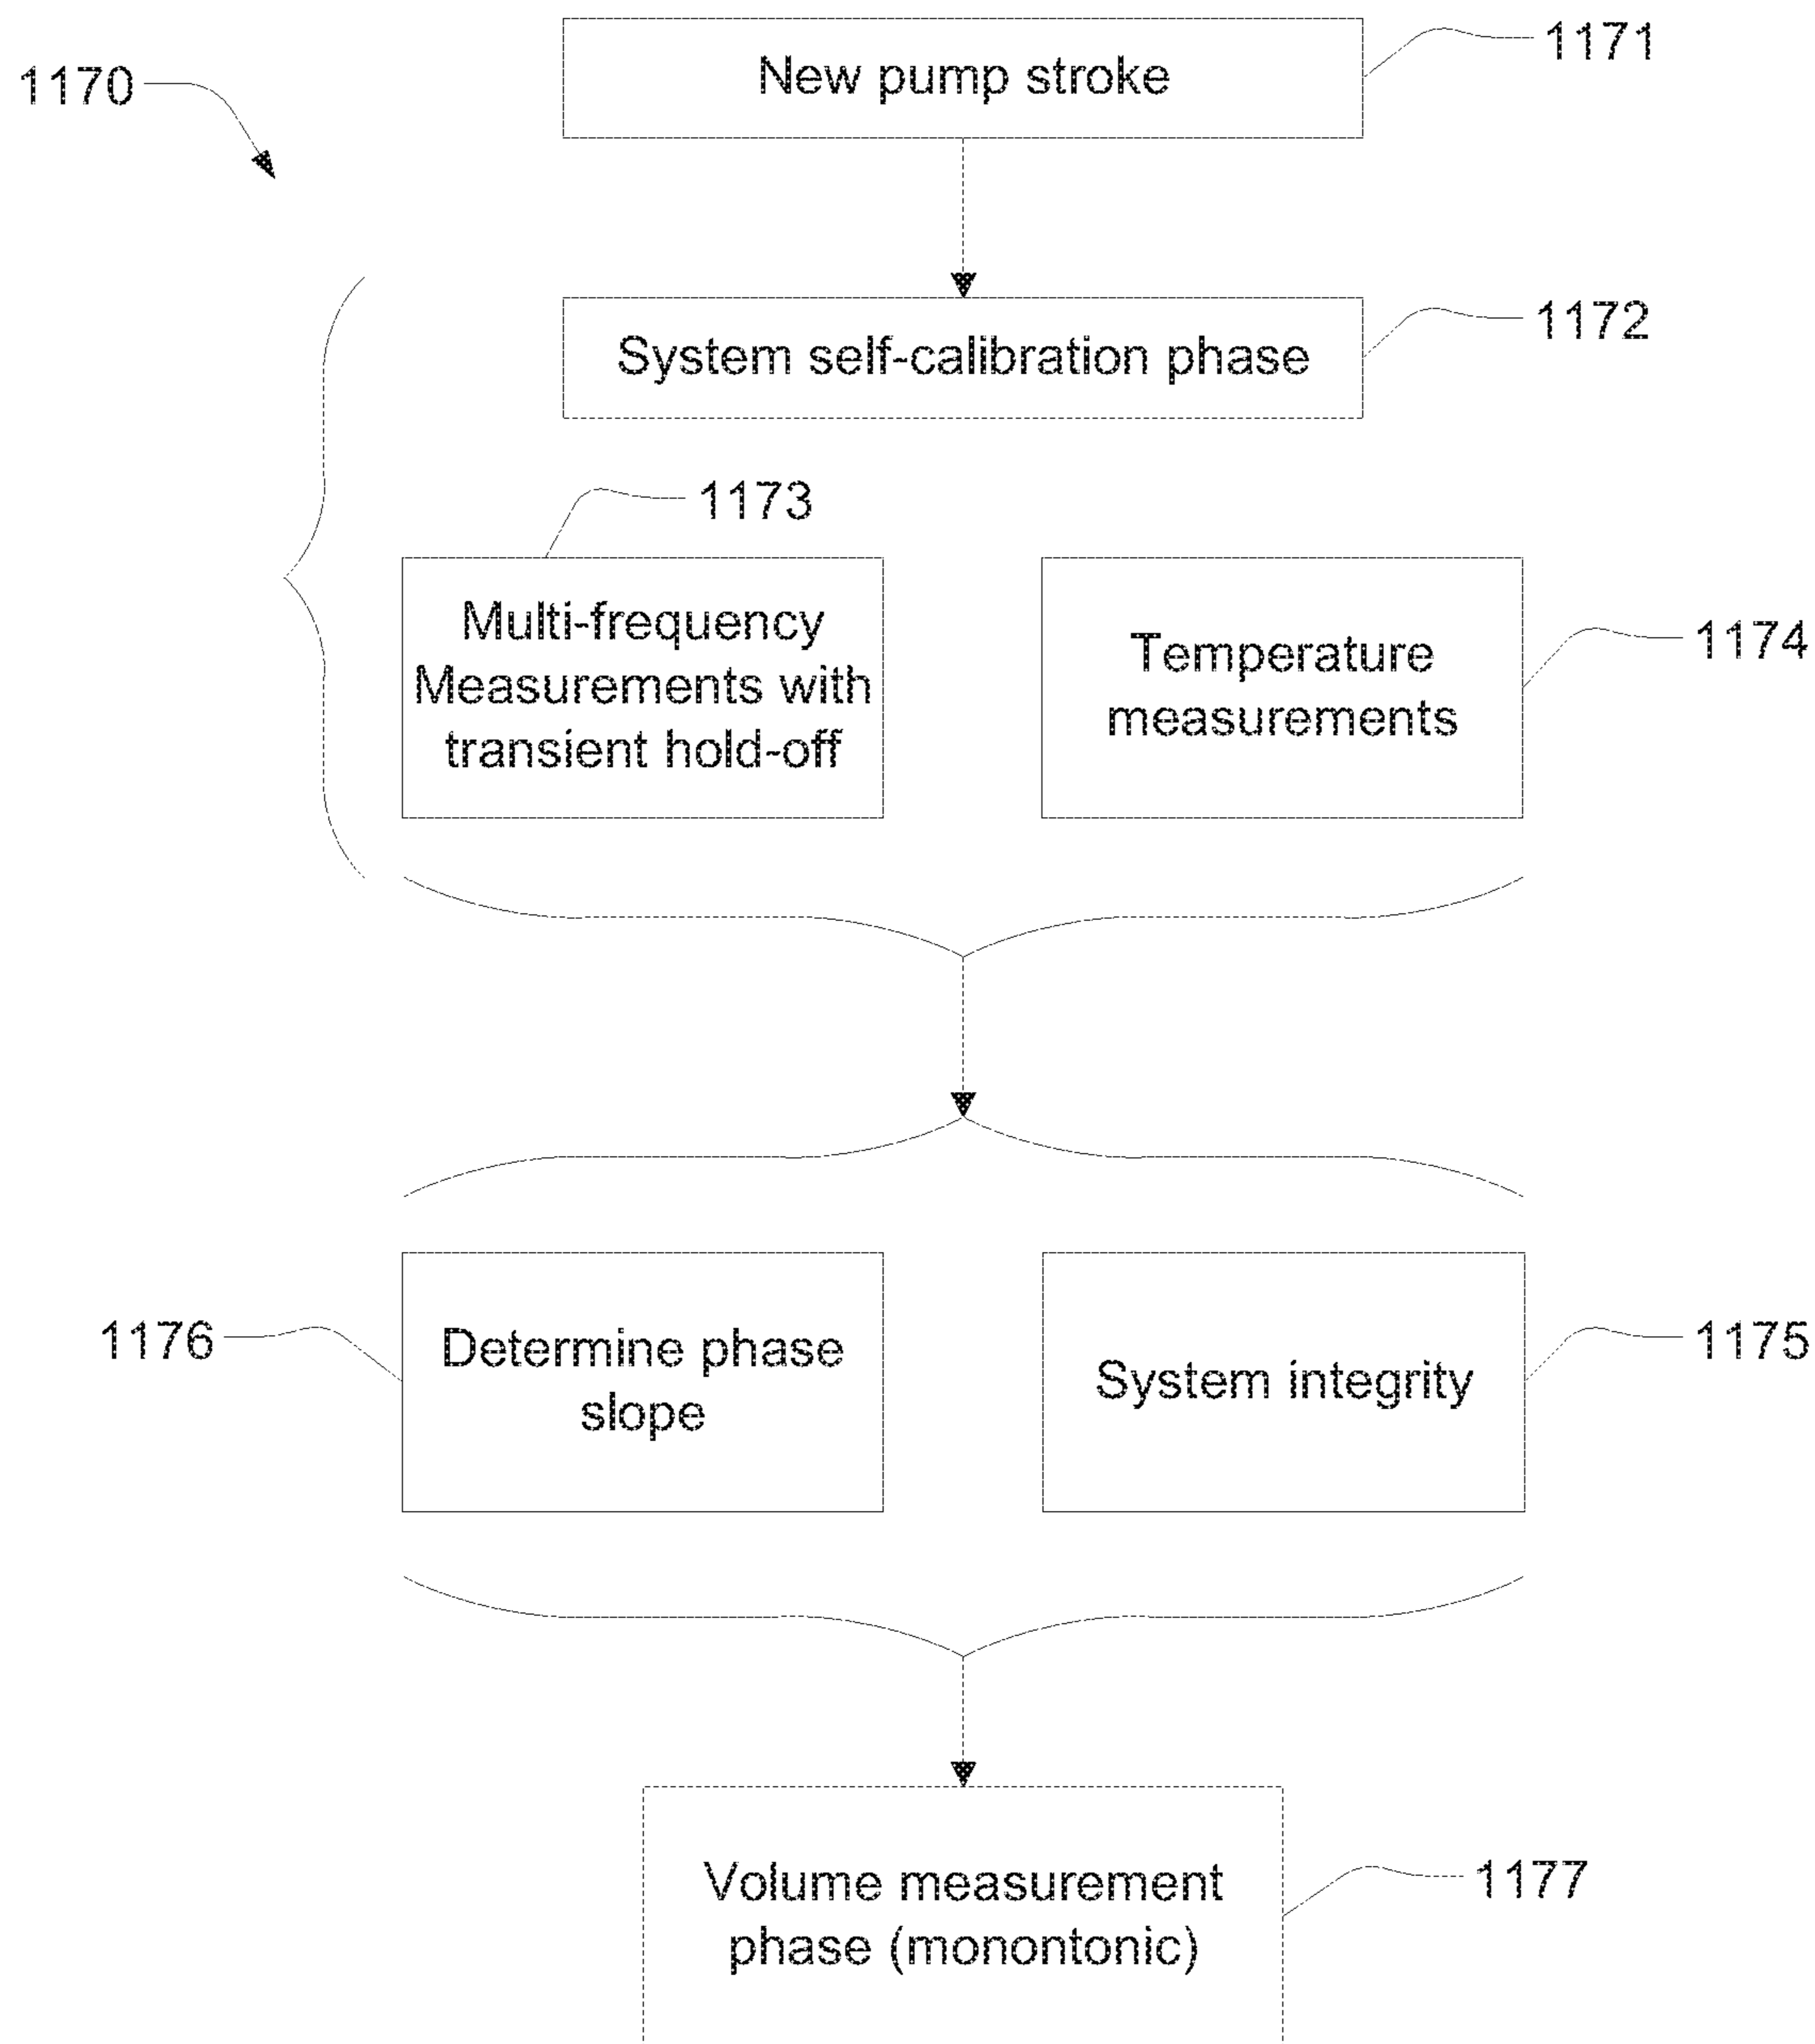 1170
New pump stroke
1171
System self-calibration phase
1172
1173
Multi-frequency
Measurements with
transient hold-off
Temperature
measurements
1174
1176
Determine phase
slope
System integrity
1175
Volume measurement
phase (monontonic)
1177